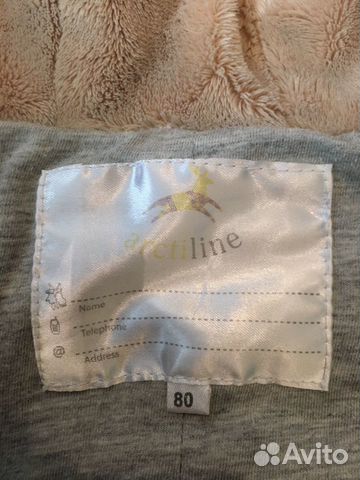 arctiline
Name
Telephone
@ Address
80
Avito